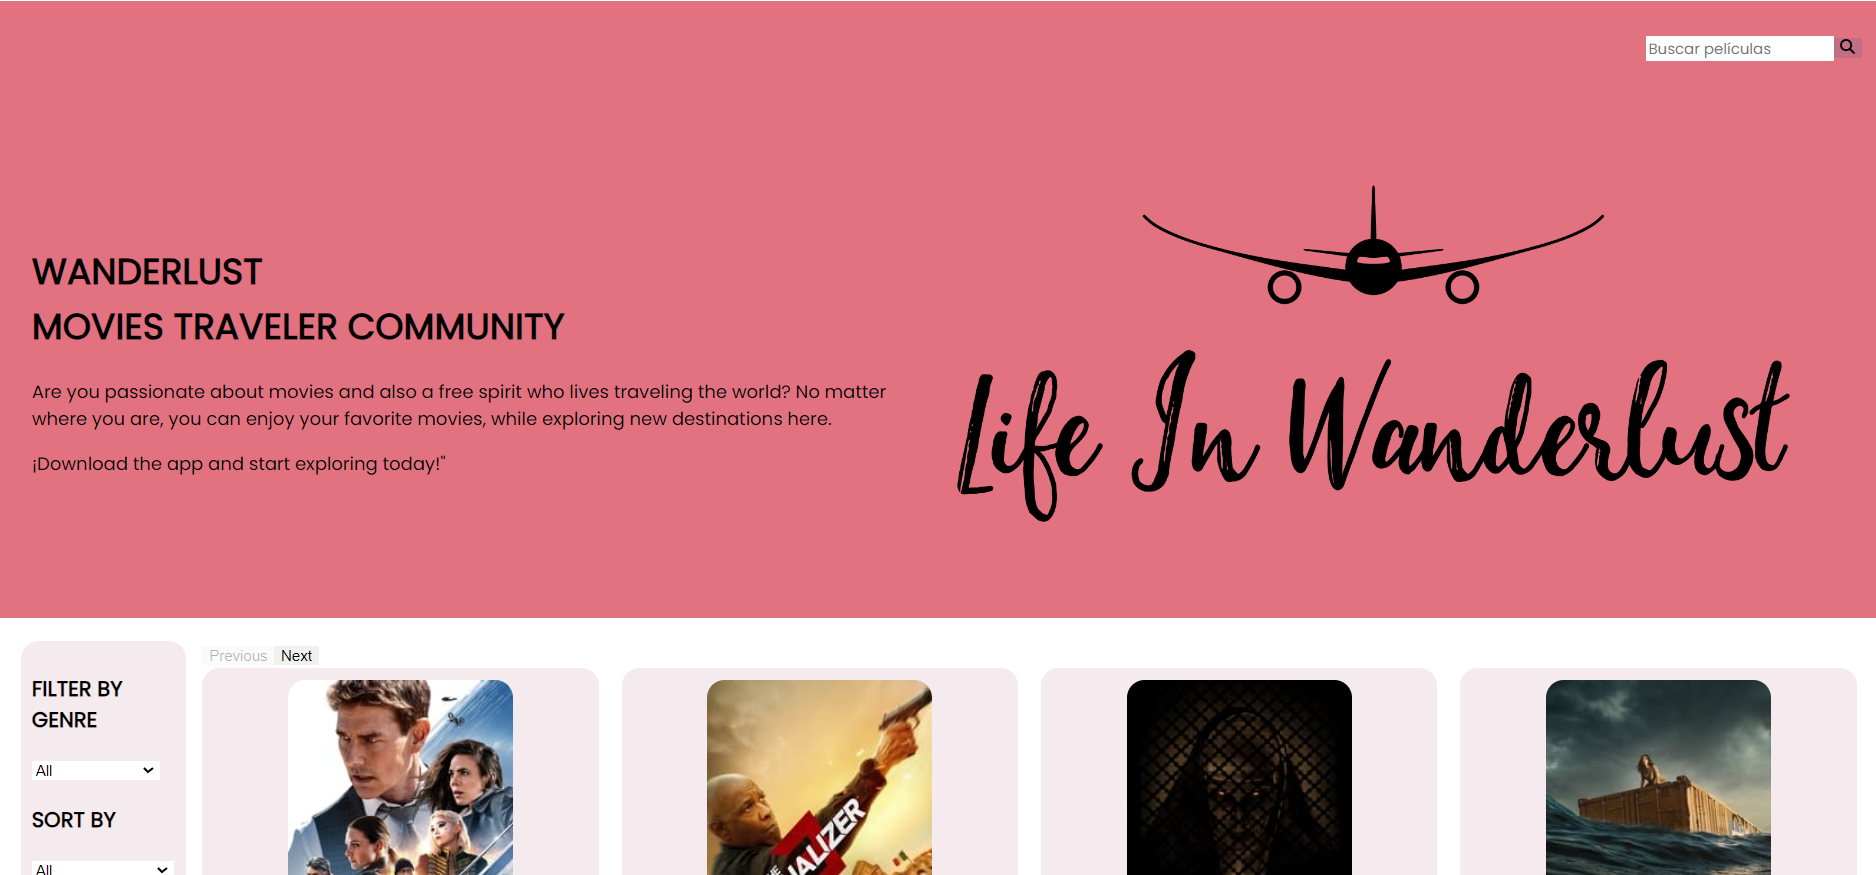 Buscar películas
WANDERLUST
MOVIES TRAVELER COMMUNITY
Are you passionate about movies and also a free spirit who lives traveling the world? No matter
where you are, you can enjoy your favorite movies, while exploring new destinations here.
¡Download the app and start exploring today!"
Life In Wanderlust
Previous Next
FILTER BY
GENRE
All
SORT BY
All
THE
ALIZER